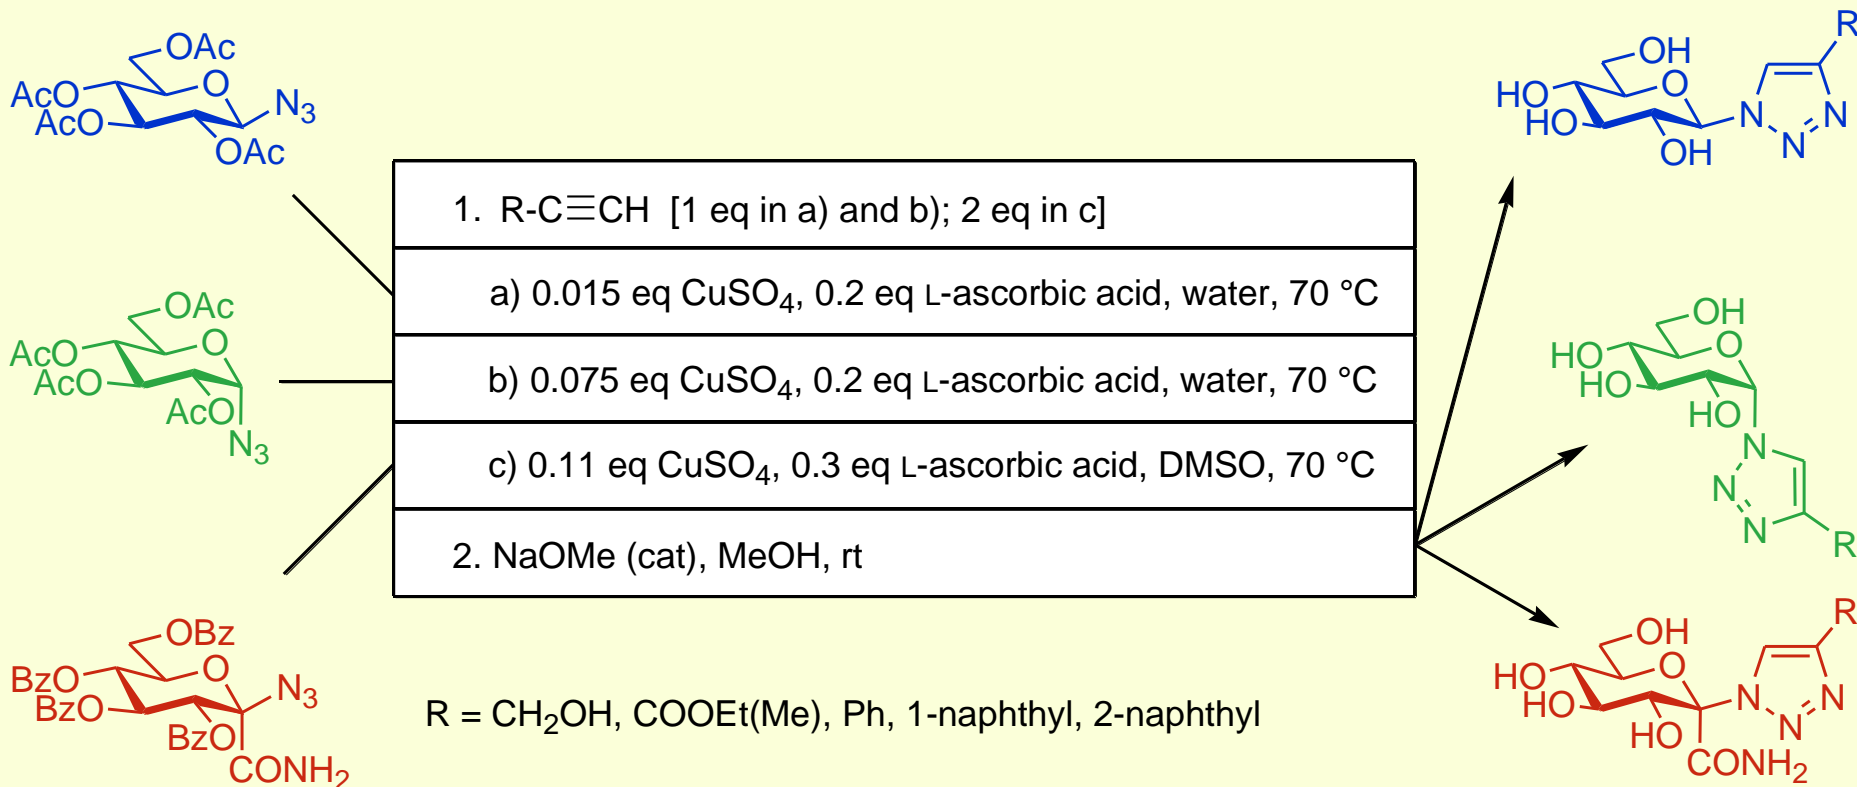 OAc
AcO
O
N3
AcO
OAc
OAc
AcO
O
AcO
AcO
N3
OBz
BzO
O
N3
BzO
BzO
CONH2
1. R-C≡CH [1 eq in a) and b); 2 eq in c]
a) 0.015 eq CuSO4, 0.2 eq L-ascorbic acid, water, 70 °C
b) 0.075 eq CuSO4, 0.2 eq L-ascorbic acid, water, 70 °C
c) 0.11 eq CuSO4, 0.3 eq L-ascorbic acid, DMSO, 70 °C
2. NaOMe (cat), MeOH, rt
R = CH2OH, COOEt(Me), Ph, 1-naphthyl, 2-naphthyl
R
OH
HO
O
HO
N
N
N
OH
OH
HO
O
HO
HO
N
N
N
R
R
OH
HO
O
HO
N
N
N
HO
CONH2